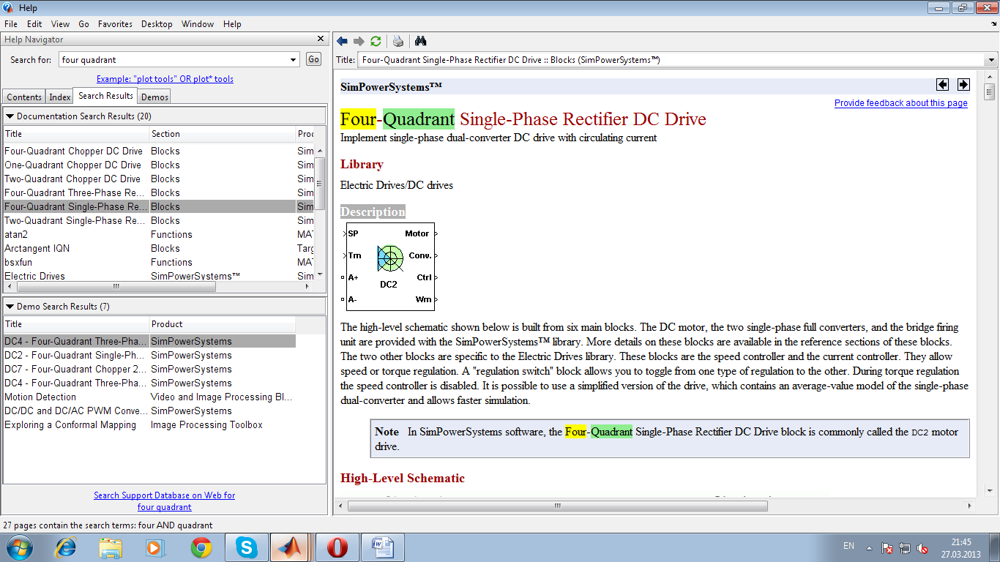 Help
File Edit View Go Favorites Desktop Window Help
Help Navigator
Search for: four quadrant Go
Example: "plot tools" OR plot* tools
Contents Index Search Results Demos
Documentation Search Results (20)
Title Section Proc
Four-Quadrant Chopper DC Drive Blocks Sim
One-Quadrant Chopper DC Drive Blocks Sim
Two-Quadrant Chopper DC Drive Blocks Sim
Four-Quadrant Three-Phase Re... Blocks Sim
Four-Quadrant Single-Phase Re... Blocks Sim
Two-Quadrant Single-Phase Re... Blocks Sim
atan2 Functions MAT
Arctangent IQN Blocks Targ
bsxfun Functions MAT
Electric Drives SimPowerSystems™ Sim
Demo Search Results (7)
Title Product
DC4 - Four-Quadrant Three-Pha... SimPowerSystems
DC2 - Four-Quadrant Single-Ph... SimPowerSystems
DC7 - Four-Quadrant Chopper 2... SimPowerSystems
DC4 - Four-Quadrant Three-Pha... SimPowerSystems
Motion Detection Video and Image Processing Bl...
DC/DC and DC/AC PWM Conve... SimPowerSystems
Exploring a Conformal Mapping Image Processing Toolbox
Search Support Database on Web for
four quadrant
27 pages contain the search terms: four AND quadrant
Title: Four-Quadrant Single-Phase Rectifier DC Drive :: Blocks (SimPowerSystems™)
SimPowerSystems™
Provide feedback about this page
Four-Quadrant Single-Phase Rectifier DC Drive
Implement single-phase dual-converter DC drive with circulating current
Library
Electric Drives/DC drives
Description
SP Motor
Tm Conv.
A+ Ctrl
DC2
A- Wm
The high-level schematic shown below is built from six main blocks. The DC motor, the two single-phase full converters, and the bridge firing
unit are provided with the SimPowerSystems™ library. More details on these blocks are available in the reference sections of these blocks.
The two other blocks are specific to the Electric Drives library. These blocks are the speed controller and the current controller. They allow
speed or torque regulation. A "regulation switch" block allows you to toggle from one type of regulation to the other. During torque regulation
the speed controller is disabled. It is possible to use a simplified version of the drive, which contains an average-value model of the single-phase
dual-converter and allows faster simulation.
Note In SimPowerSystems software, the Four-Quadrant Single-Phase Rectifier DC Drive block is commonly called the DC2 motor
drive.
High-Level Schematic
EN
21:45
27.03.2013